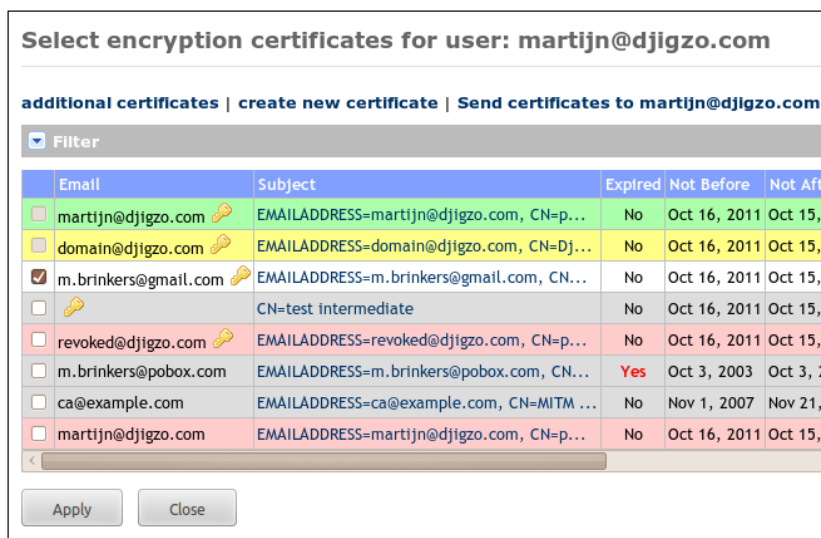 Select encryption certificates for user: martijn@djigzo.com
additional certificates | create new certificate | Send certificates to martijn@djigzo.com
Filter
Email Subject Expired Not Before Not Aft
martijn@djigzo.com EMAILADDRESS=martijn@djigzo.com, CN=p... No Oct 16, 2011 Oct 15,
domain@djigzo.com EMAILADDRESS=domain@djigzo.com, CN=Dj... No Oct 16, 2011 Oct 15,
m.brinkers@gmail.com EMAILADDRESS=m.brinkers@gmail.com, CN... No Oct 16, 2011 Oct 15,
CN=test intermediate No Oct 16, 2011 Oct 15,
revoked@djigzo.com EMAILADDRESS=revoked@djigzo.com, CN=p... No Oct 16, 2011 Oct 15,
m.brinkers@pobox.com EMAILADDRESS=m.brinkers@pobox.com, CN... Yes Oct 3, 2003 Oct 3, 2
ca@example.com EMAILADDRESS=ca@example.com, CN=MITM ... No Nov 1, 2007 Nov 21,
martijn@djigzo.com EMAILADDRESS=martijn@djigzo.com, CN=p... No Oct 16, 2011 Oct 15,
Apply Close